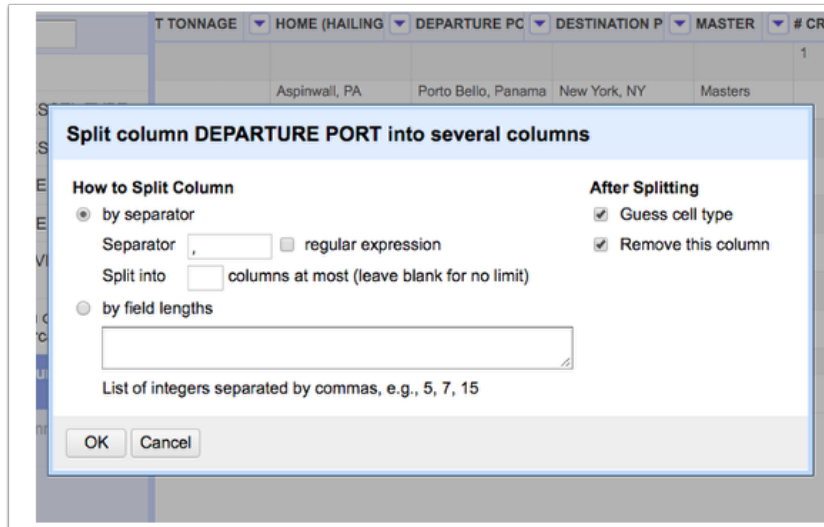 T TONNAGE HOME (HAILING DEPARTURE PC DESTINATION P MASTER # CR
1
Aspinwall, PA Porto Bello, Panama New York, NY Masters
Split column DEPARTURE PORT into several columns
How to Split Column After Splitting
by separator Guess cell type
Separator , regular expression Remove this column
Split into columns at most (leave blank for no limit)
by field lengths
List of integers separated by commas, e.g., 5, 7, 15
OK Cancel